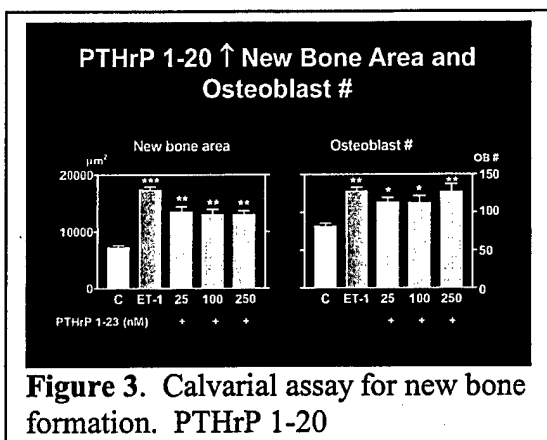 PTHrP 1-20 ↑ New Bone Area and
Osteoblast #
New bone area
Osteoblast #
µm²
OB #
20000
10000
0
150
100
50
0
*** ** ** **
** * * **
C ET-1 25 100 250
C ET-1 25 100 250
PTHrP 1-23 (nM) + + +
+ + +
Figure 3. Calvarial assay for new bone
formation. PTHrP 1-20